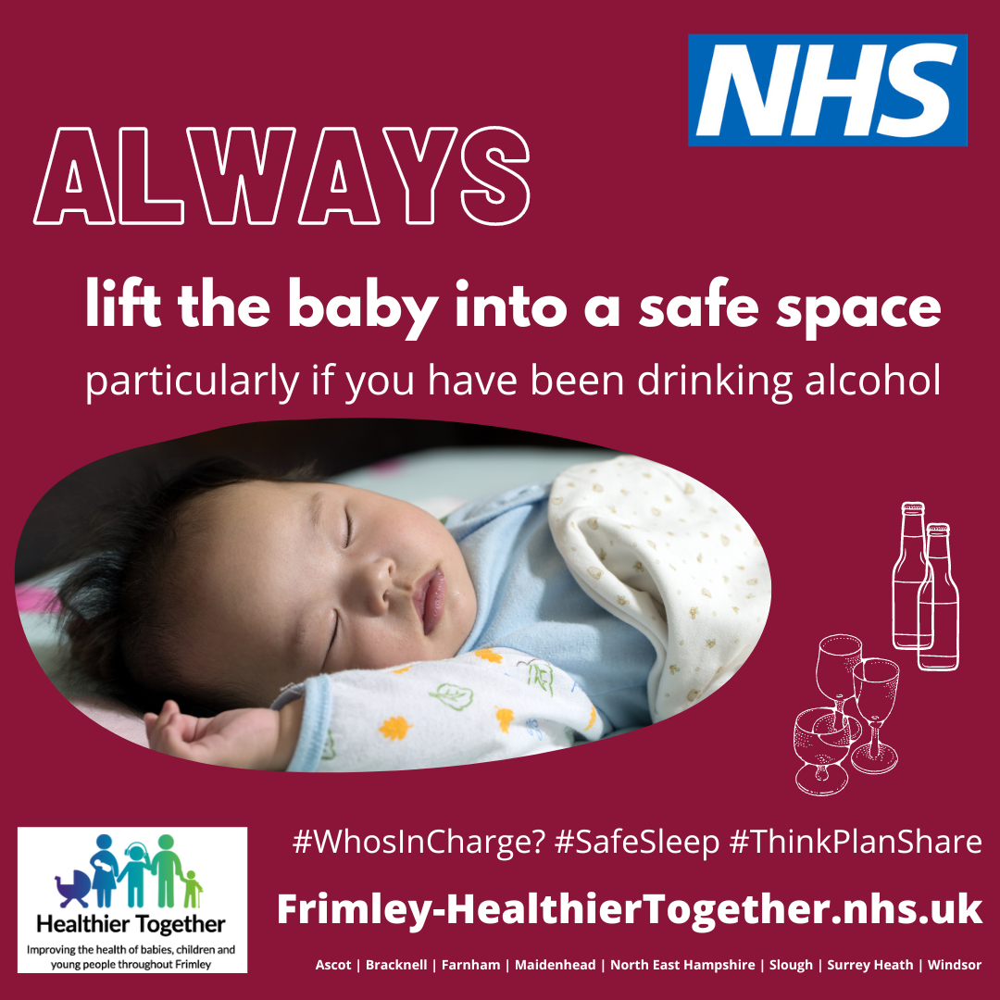 NHS
ALWAYS
lift the baby into a safe space
particularly if you have been drinking alcohol
#WhosInCharge? #SafeSleep #ThinkPlanShare
Frimley-HealthierTogether.nhs.uk
Ascot | Bracknell | Farnham | Maidenhead | North East Hampshire | Slough | Surrey Heath | Windsor
Healthier Together
Improving the health of babies, children and
young people throughout Frimley